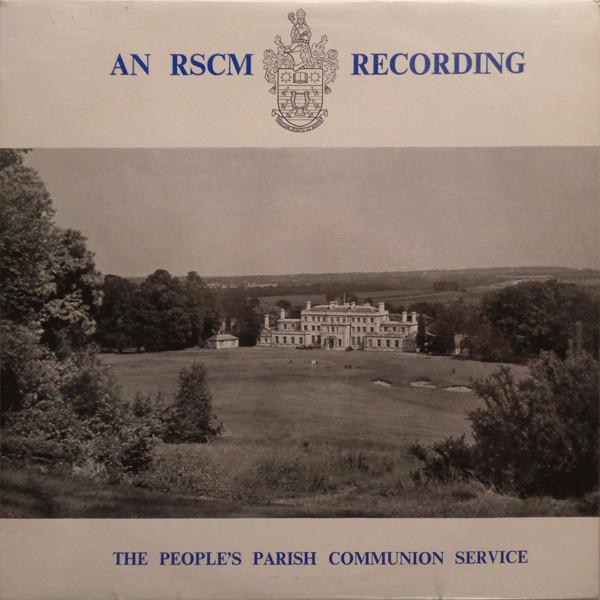 AN RSCM RECORDING
THE PEOPLE'S PARISH COMMUNION SERVICE